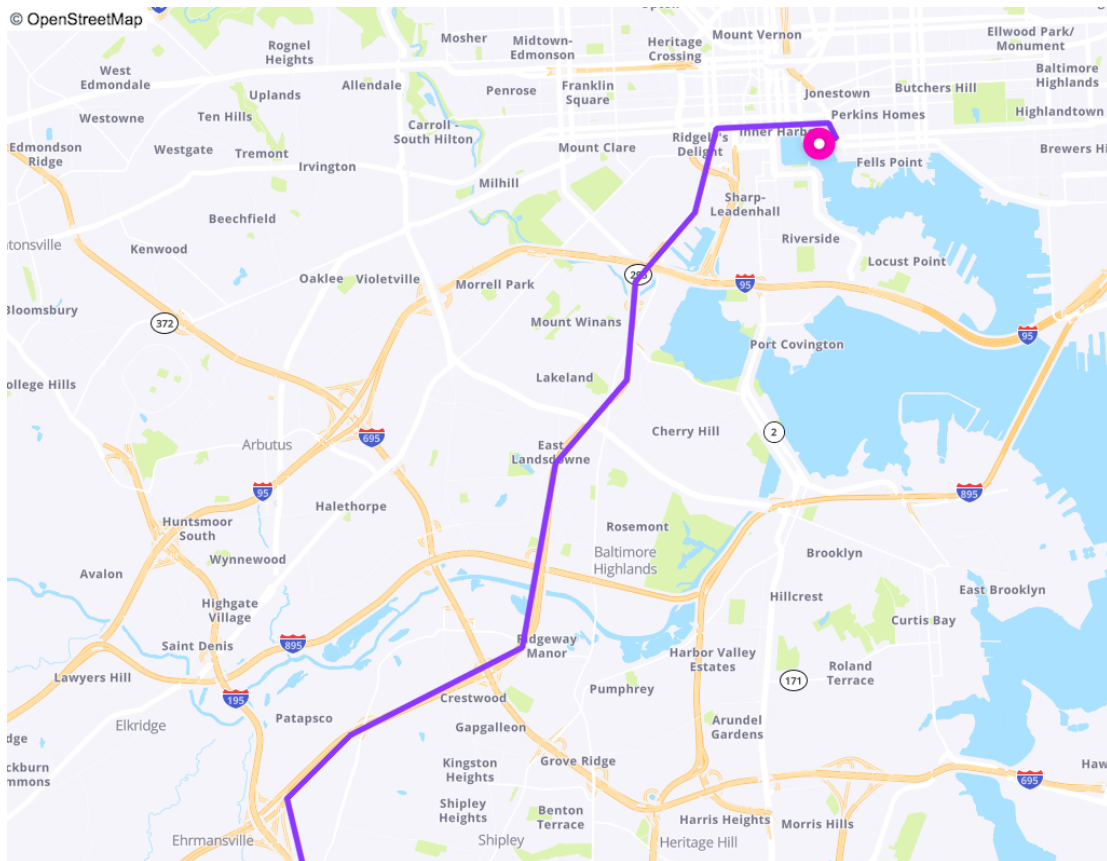 © OpenStreetMap
Mosher
Mount Vernon
Ellwood Park/
Monument
Rognel
Heights
Midtown-
Edmonson
Heritage
Crossing
West
Edmondale
Allendale
Penrose
Franklin
Square
Jonestown
Butchers Hill
Baltimore
Highlands
Uplands
Westowne
Ten Hills
Carroll -
South Hilton
Perkins Homes
Highlandtown
Edmondson
Ridge
Westgate
Tremont
Irvington
Mount Clare
Delight
Fells Point
Milhill
Sharp-
Leadenhall
Beechfield
Kenwood
Riverside
Oaklee
Violetville
Morrell Park
Locust Point
Bloomsbury
95
372
Mount Winans
Port Covington
95
Lakeland
Arbutus
695
Cherry Hill
2
East
Landsdowne
95
895
Halethorpe
Huntsmoor
South
Rosemont
Wynnewood
Baltimore
Highlands
Brooklyn
Avalon
East Brooklyn
Highgate
Village
Hillcrest
Curtis Bay
Saint Denis
895
Ridgeway
Manor
Harbor Valley
Estates
Roland
Terrace
Lawyers Hill
195
Crestwood
Pumphrey
171
Patapsco
Elkridge
Gapgalleon
Arundel
Gardens
Kingston
Heights
Grove Ridge
695
Shipley
Heights
Benton
Terrace
Harris Heights
Morris Hills
Ehrmansville
Shipley
Heritage Hill